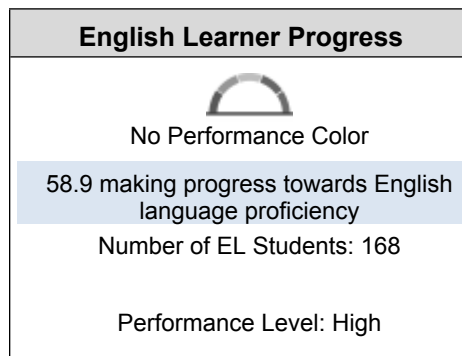 English Learner Progress
No Performance Color
58.9 making progress towards English
language proficiency
Number of EL Students: 168
Performance Level: High